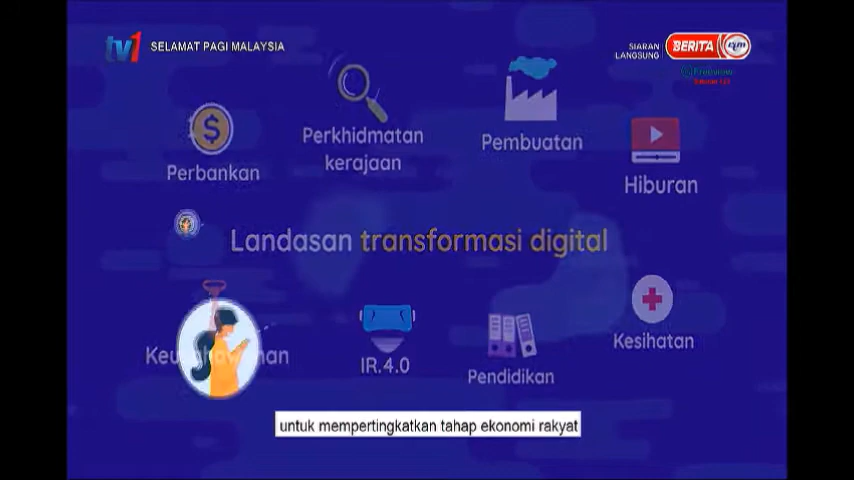 tv1
SELAMAT PAGI MALAYSIA
SIARAN
LANGSUNG
BERITA
rtm
Perkhidmatan
kerajaan
Pembuatan
Perbankan
Hiburan
Landasan transformasi digital
Kesihatan
IR.4.0
Pendidikan
untuk mempertingkatkan tahap ekonomi rakyat